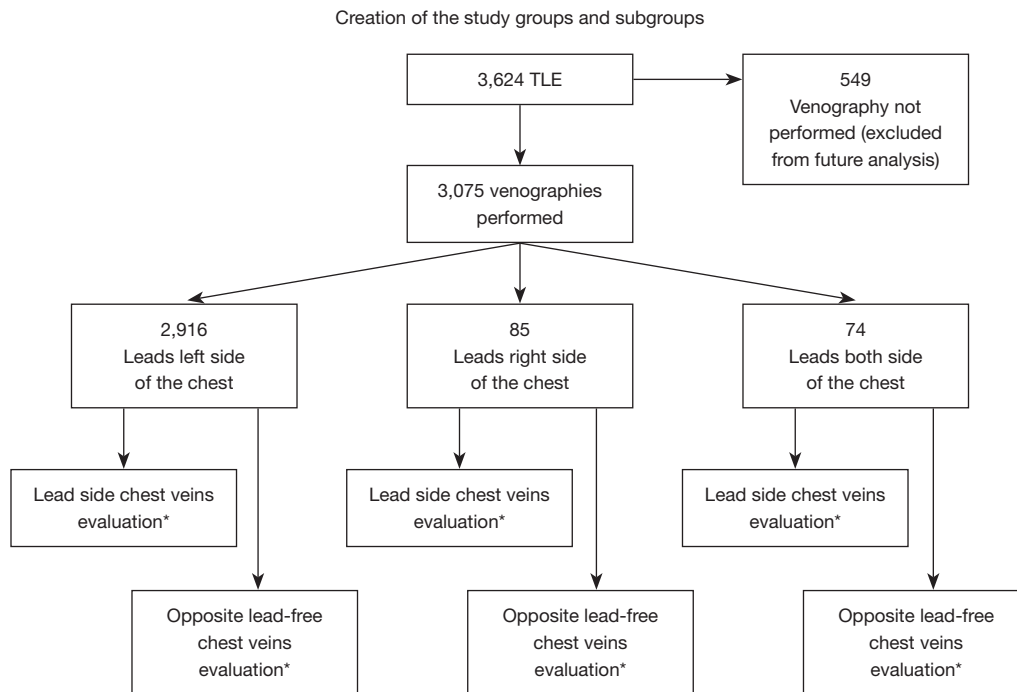 Creation of the study groups and subgroups
3,624 TLE
549
Venography not
performed (excluded
from future analysis)
3,075 venographies
performed
2,916
Leads left side
of the chest
85
Leads right side
of the chest
74
Leads both side
of the chest
Lead side chest veins
evaluation*
Lead side chest veins
evaluation*
Lead side chest veins
evaluation*
Opposite lead-free
chest veins
evaluation*
Opposite lead-free
chest veins
evaluation*
Opposite lead-free
chest veins
evaluation*